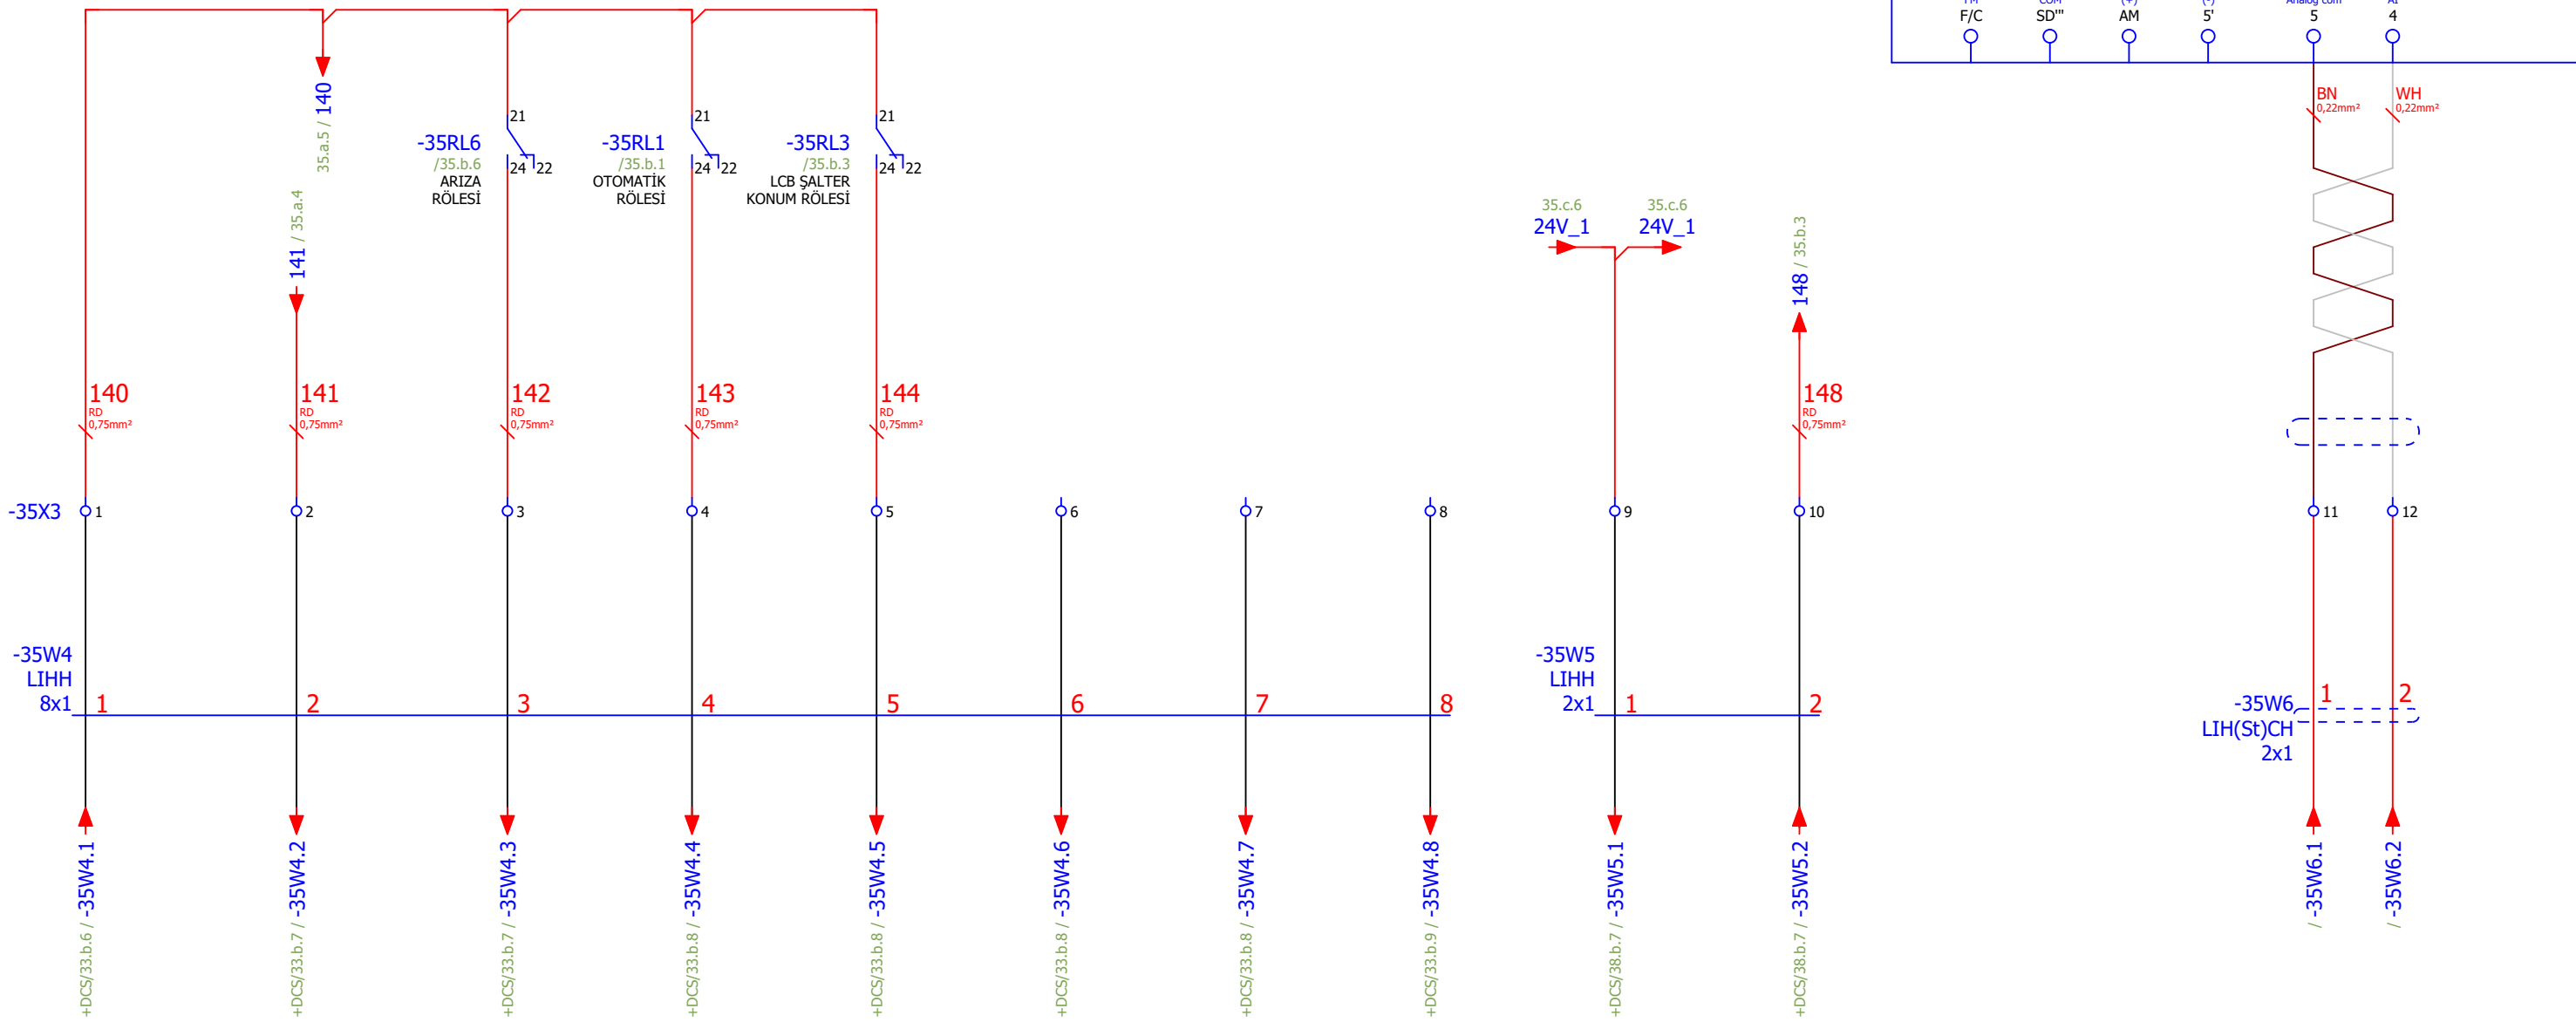 F/C
SD'''
AM
5'
5
4
BN
0,22mm²
WH
0,22mm²
35.a.5 / 140
141 / 35.a.4
21
-35RL6
/35.b.6
24
22
ARIZA
RÖLESİ
21
-35RL1
/35.b.1
24
22
OTOMATİK
RÖLESİ
21
-35RL3
/35.b.3
24
22
LCB ŞALTER
KONUM RÖLESİ
35.c.6
24V_1
35.c.6
24V_1
148 / 35.b.3
140
RD
0,75mm²
141
RD
0,75mm²
142
RD
0,75mm²
143
RD
0,75mm²
144
RD
0,75mm²
148
RD
0,75mm²
-35X3
1
2
3
4
5
6
7
8
9
10
11
12
-35W4
LIHH
8x1
1
2
3
4
5
6
7
8
-35W5
LIHH
2x1
1
2
-35W6
LIH(St)CH
2x1
1
2
+DCS/33.b.6 / -35W4.1
+DCS/33.b.7 / -35W4.2
+DCS/33.b.7 / -35W4.3
+DCS/33.b.8 / -35W4.4
+DCS/33.b.8 / -35W4.5
+DCS/33.b.8 / -35W4.6
+DCS/33.b.8 / -35W4.7
+DCS/33.b.9 / -35W4.8
+DCS/38.b.7 / -35W5.1
+DCS/38.b.7 / -35W5.2
/ -35W6.1
/ -35W6.2